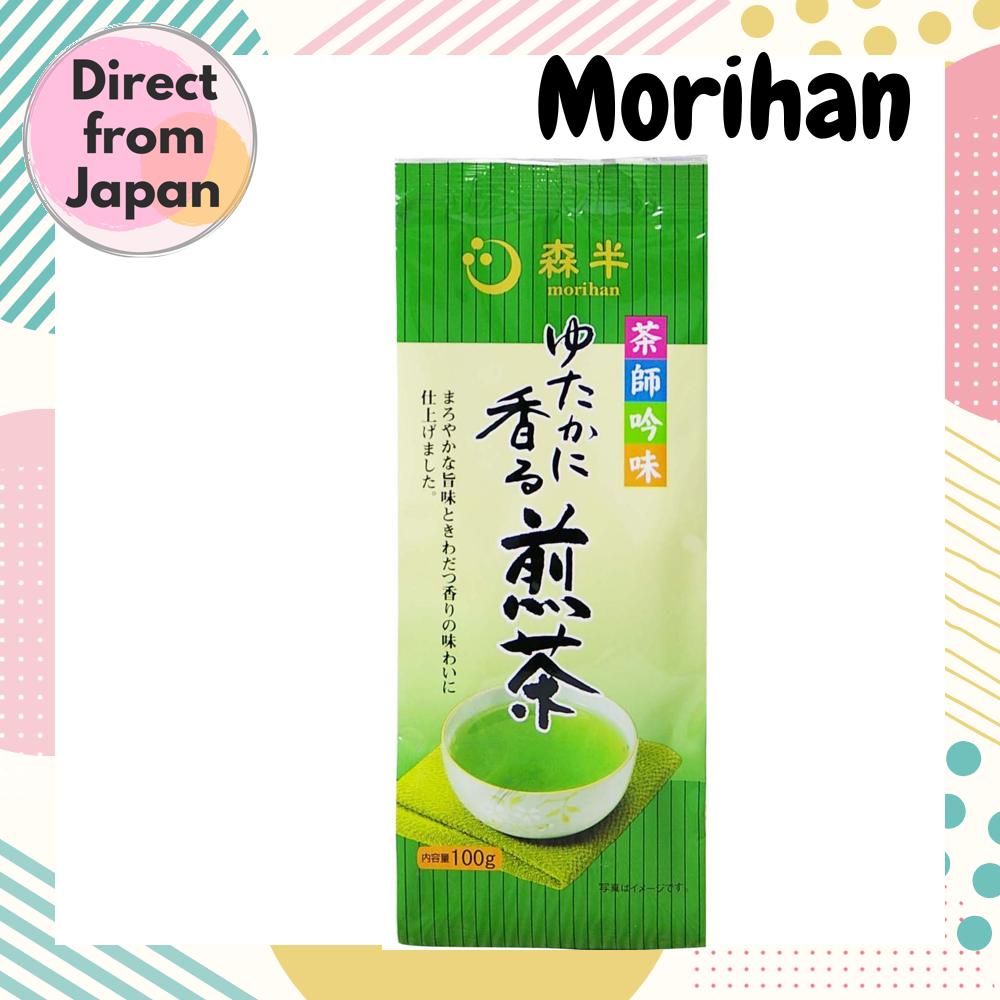 Direct
from
Japan
Morihan
森半
morihan
茶師吟味
ゆたかに
香る
煎茶
まろやかな旨味ときわだつ香りの味わいに
仕上げました。
内容量100g
写真はイメージです。